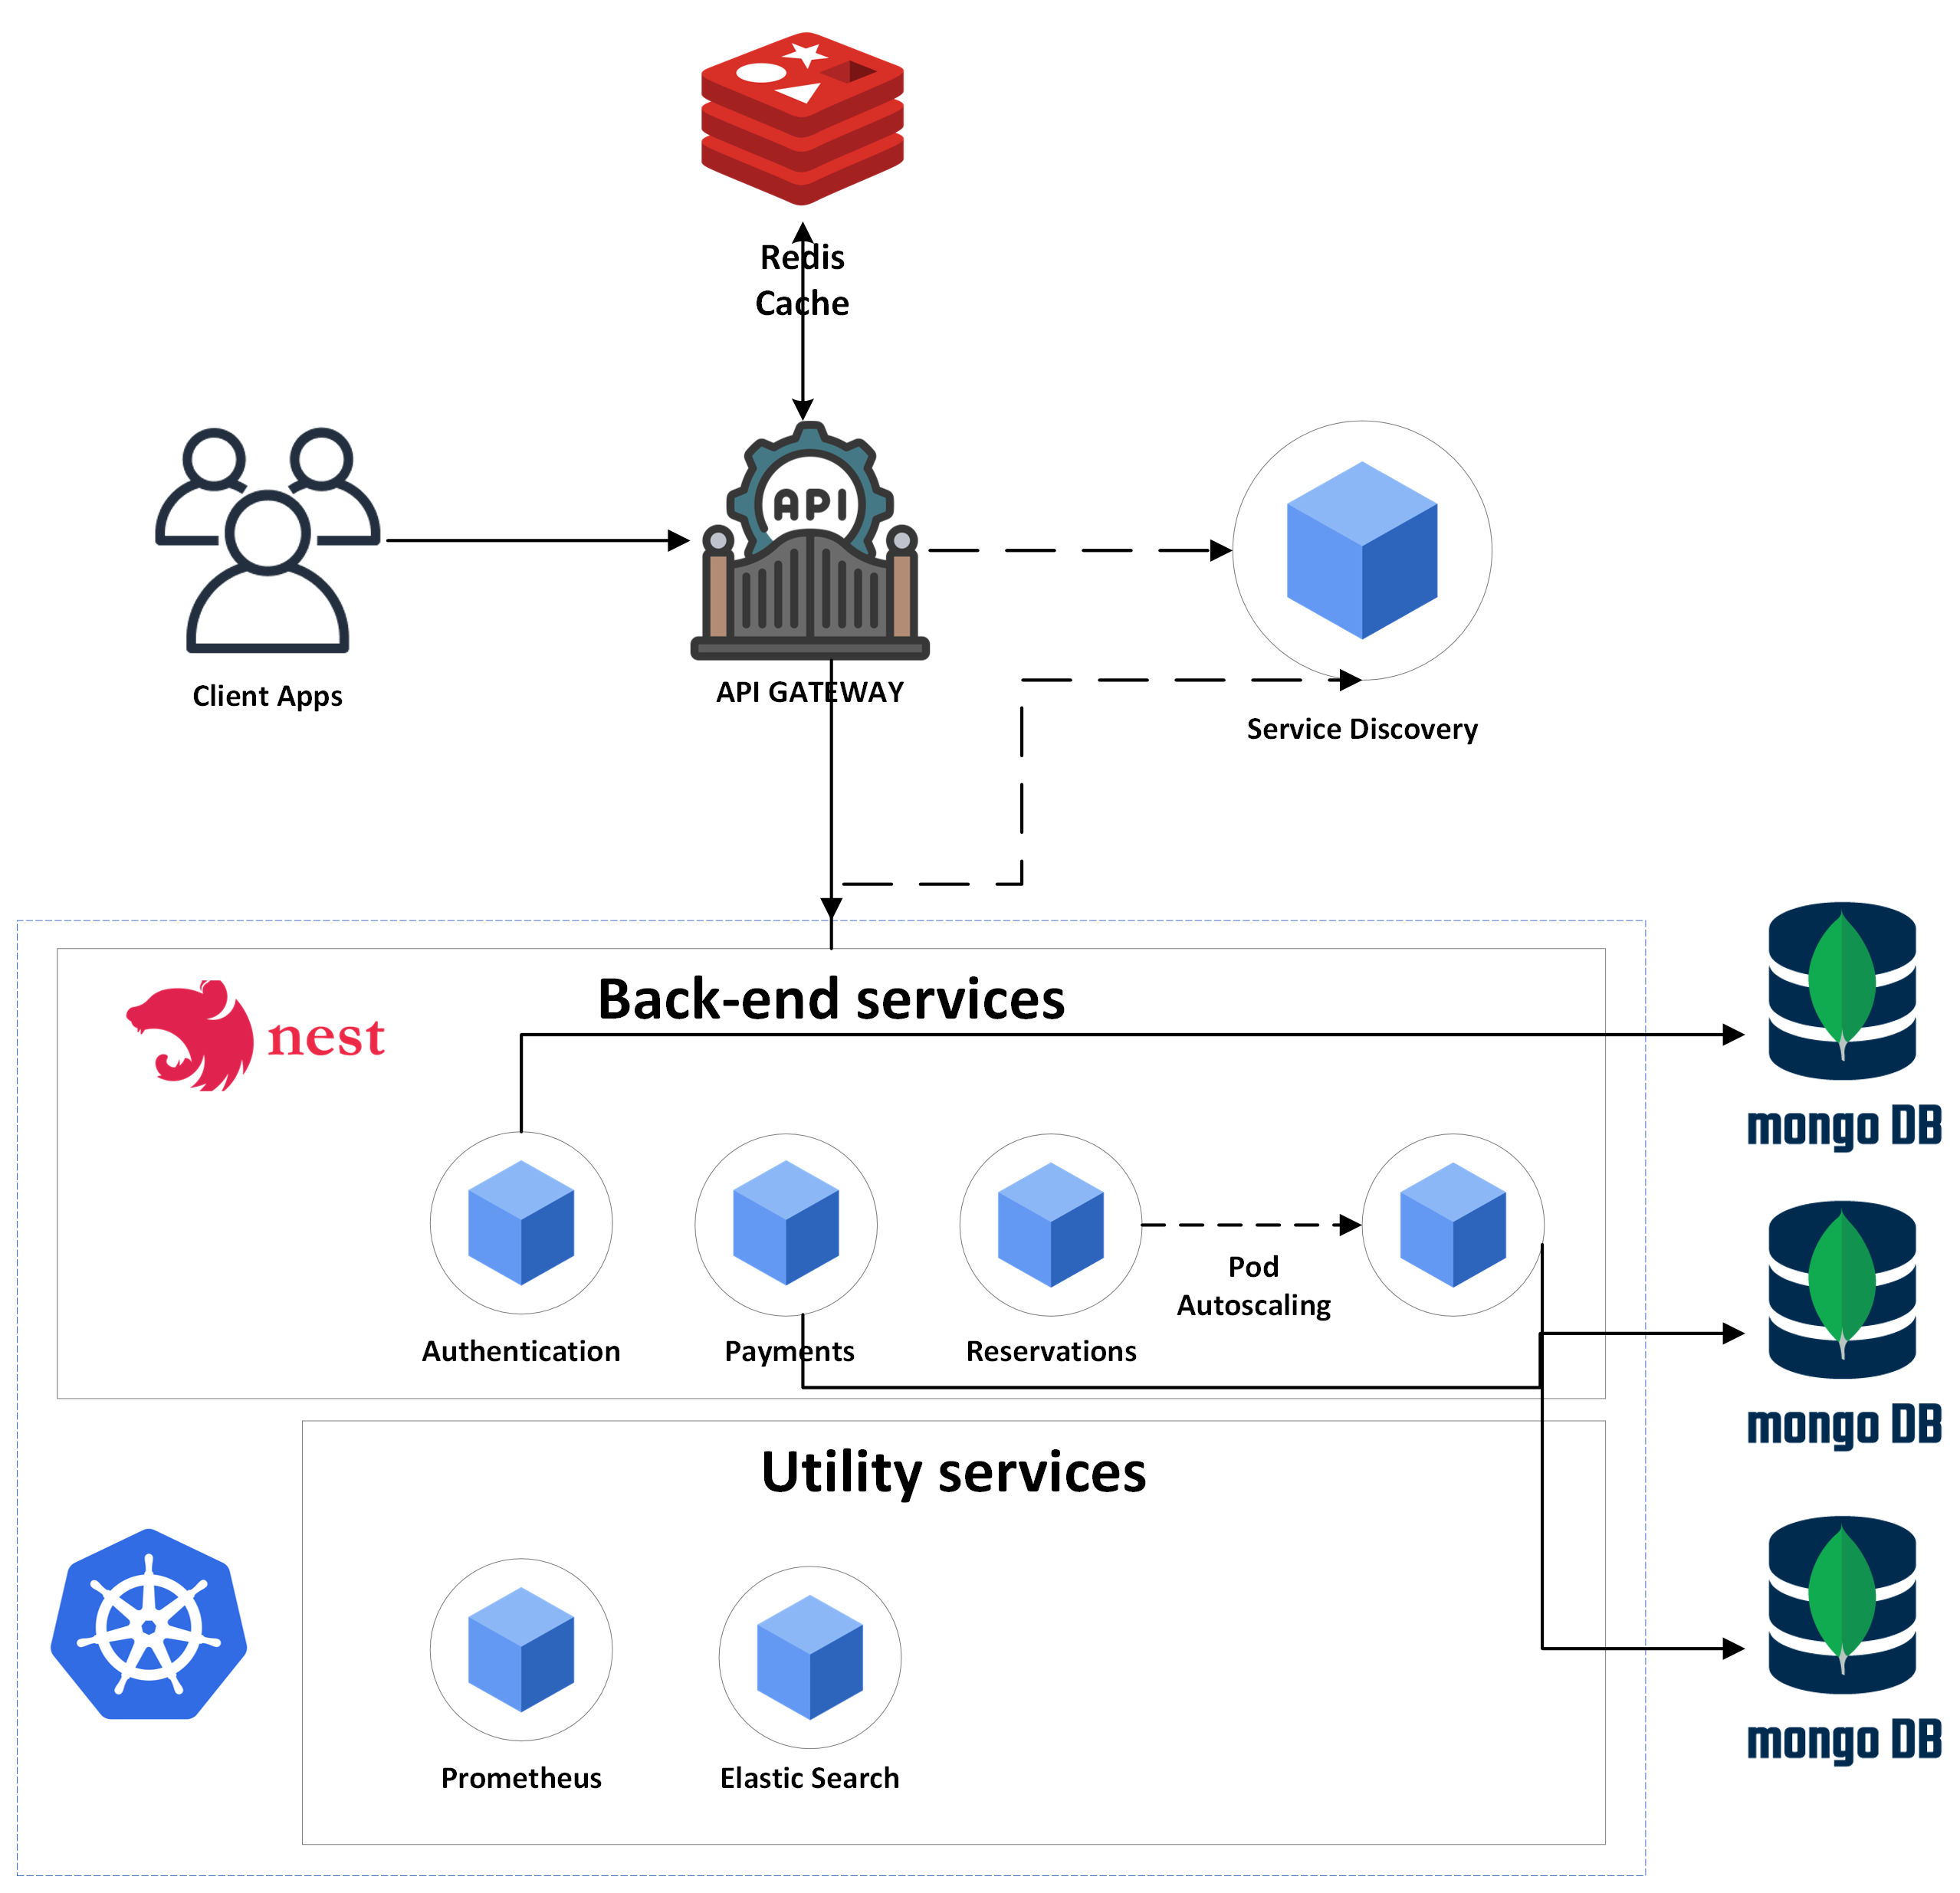 Redis
Cache
API
Client Apps
API GATEWAY
Service Discovery
Back-end services
nest
mongo DB
Pod
Autoscaling
Authentication
Payments
Reservations
mongo DB
Utility services
Prometheus
Elastic Search
mongo DB